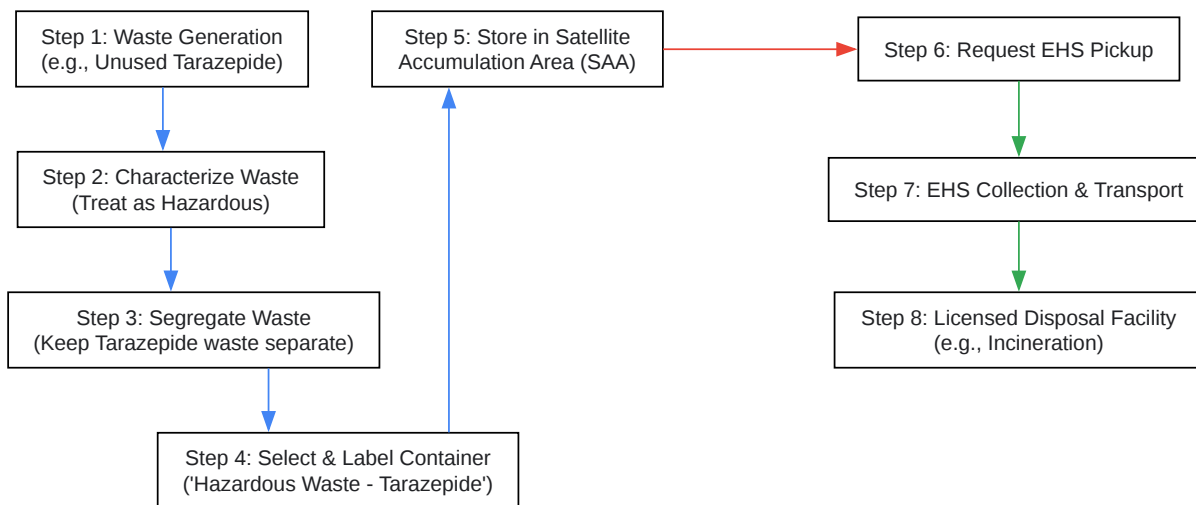 Step 1: Waste Generation
(e.g., Unused Tarazepide)
Step 2: Characterize Waste
(Treat as Hazardous)
Step 3: Segregate Waste
(Keep Tarazepide waste separate)
Step 4: Select & Label Container
('Hazardous Waste - Tarazepide')
Step 5: Store in Satellite
Accumulation Area (SAA)
Step 6: Request EHS Pickup
Step 7: EHS Collection & Transport
Step 8: Licensed Disposal Facility
(e.g., Incineration)